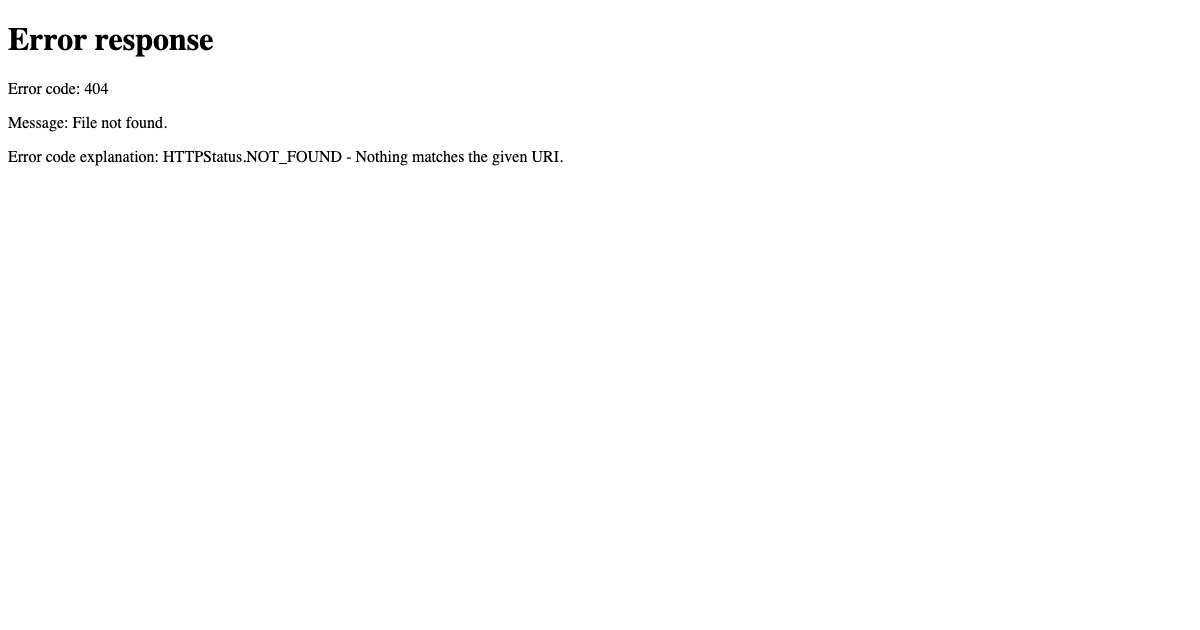 Error response
Error code: 404
Message: File not found.
Error code explanation: HTTPStatus.NOT_FOUND - Nothing matches the given URI.